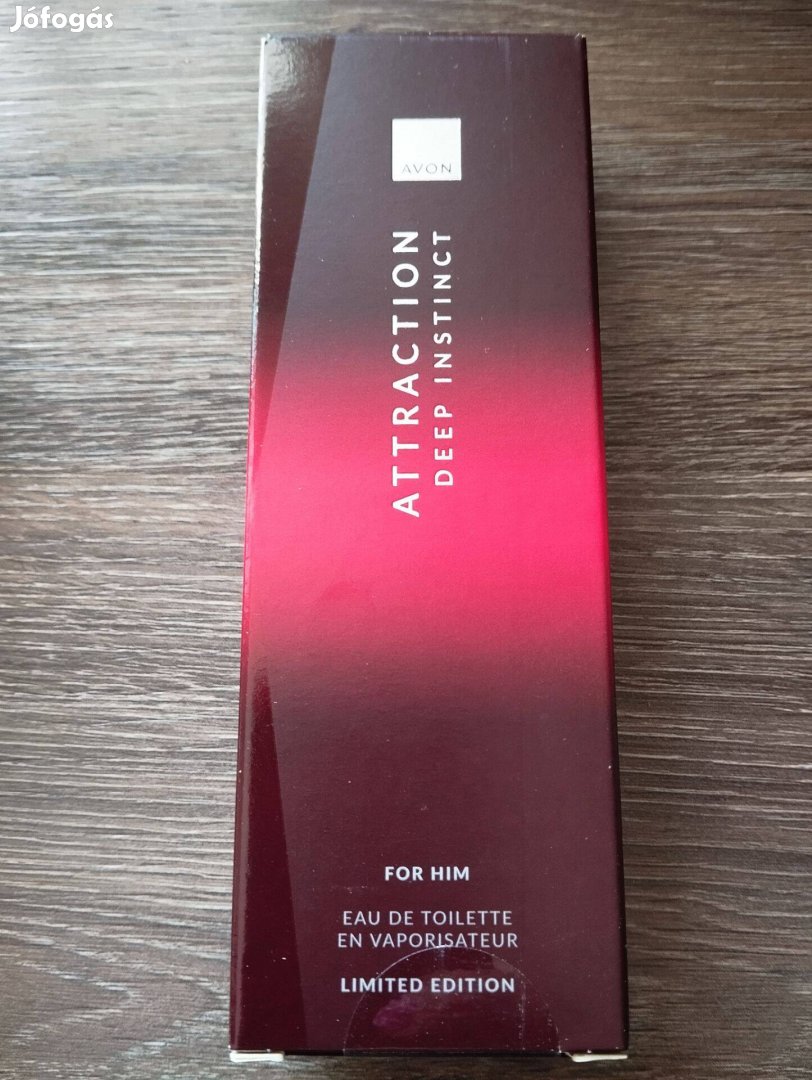 Jófogás
AVON
ATTRACTION
DEEP INSTINCT
FOR HIM
EAU DE TOILETTE
EN VAPORISATEUR
LIMITED EDITION